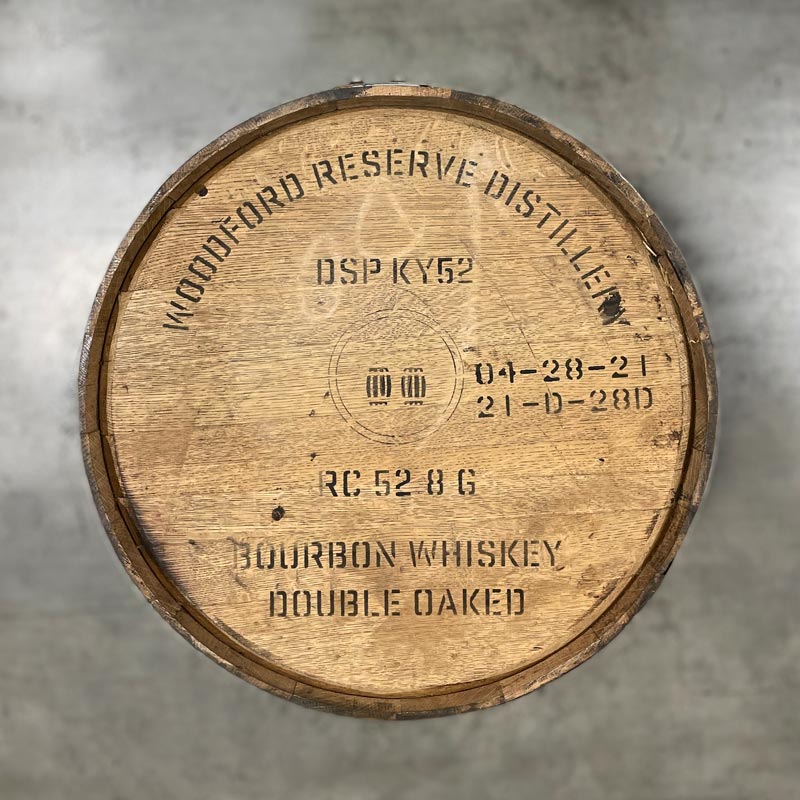 WOODFORD RESERVE DISTILLERY
DSP KY52
04-28-21
21-D-28D
RC 52 8 G
BOURBON WHISKEY
DOUBLE OAKED